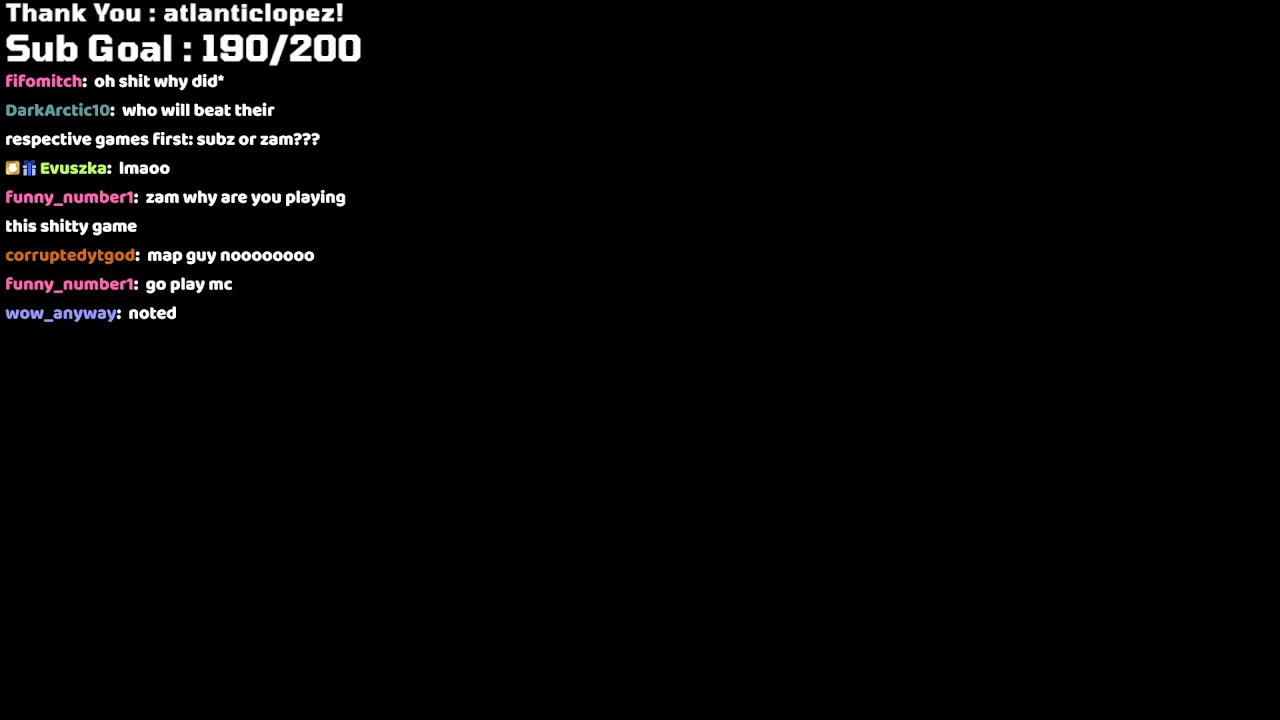 Thank You : atlanticlopez!
Sub Goal : 190/200
fifomitch: oh shit why did*
DarkArctic10: who will beat their
respective games first: subz or zam???
Evuszka: lmaoo
funny_number1: zam why are you playing
this shitty game
corruptedytgod: map guy noooooooo
funny_number1: go play mc
wow_anyway: noted